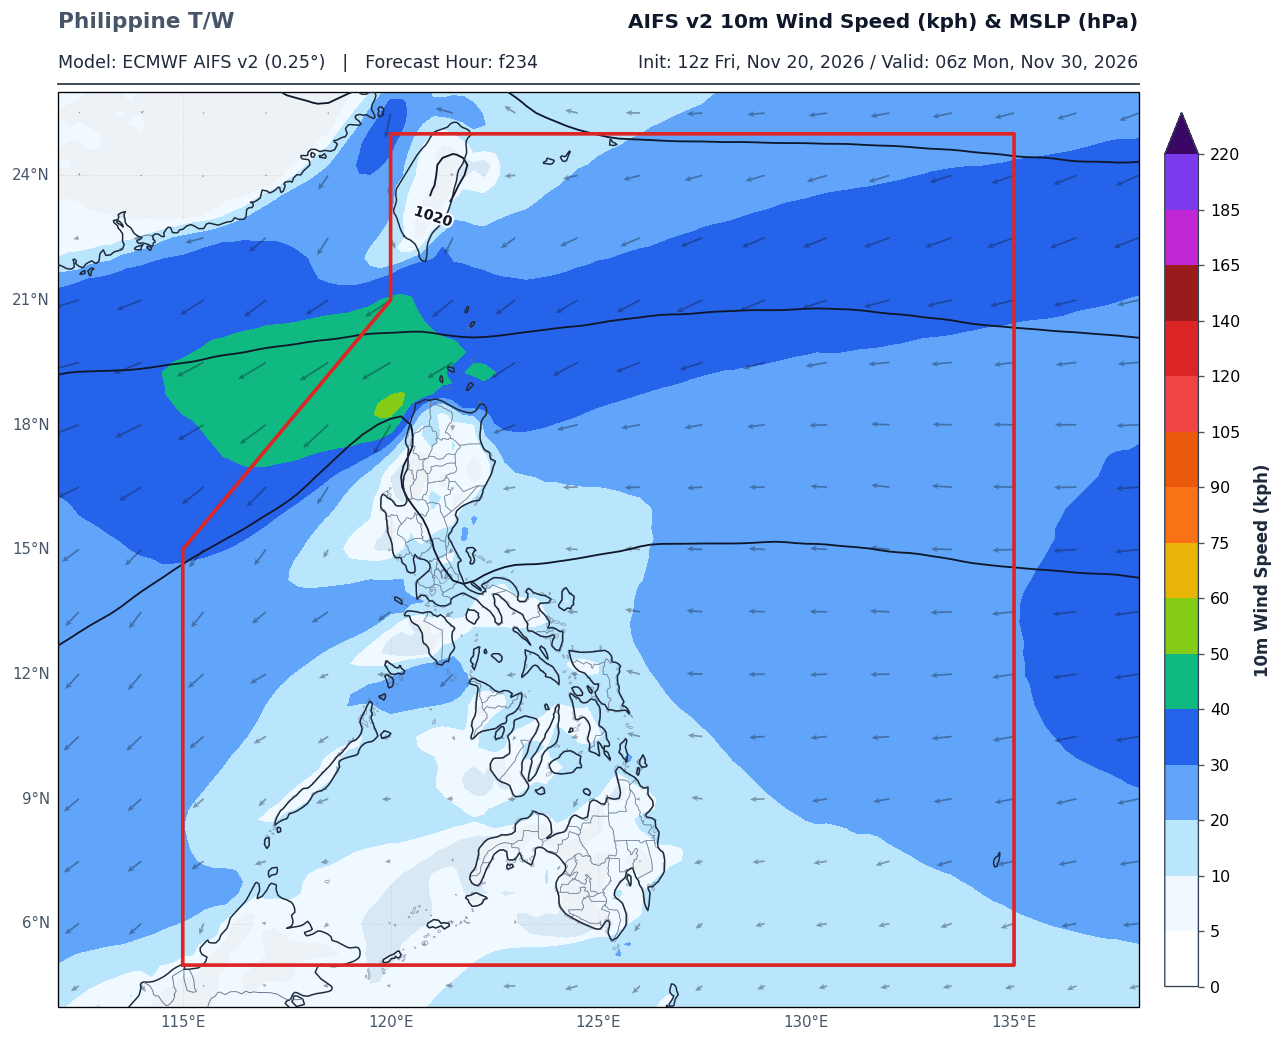 Philippine T/W
AIFS v2 10m Wind Speed (kph) & MSLP (hPa)
Model: ECMWF AIFS v2 (0.25°)   |   Forecast Hour: f234
Init: 12z Fri, Nov 20, 2026 / Valid: 06z Mon, Nov 30, 2026
24°N
21°N
18°N
15°N
12°N
9°N
6°N
1020
115°E
120°E
125°E
130°E
135°E
220
185
165
140
120
105
90
75
60
50
40
30
20
10
5
0
10m Wind Speed (kph)